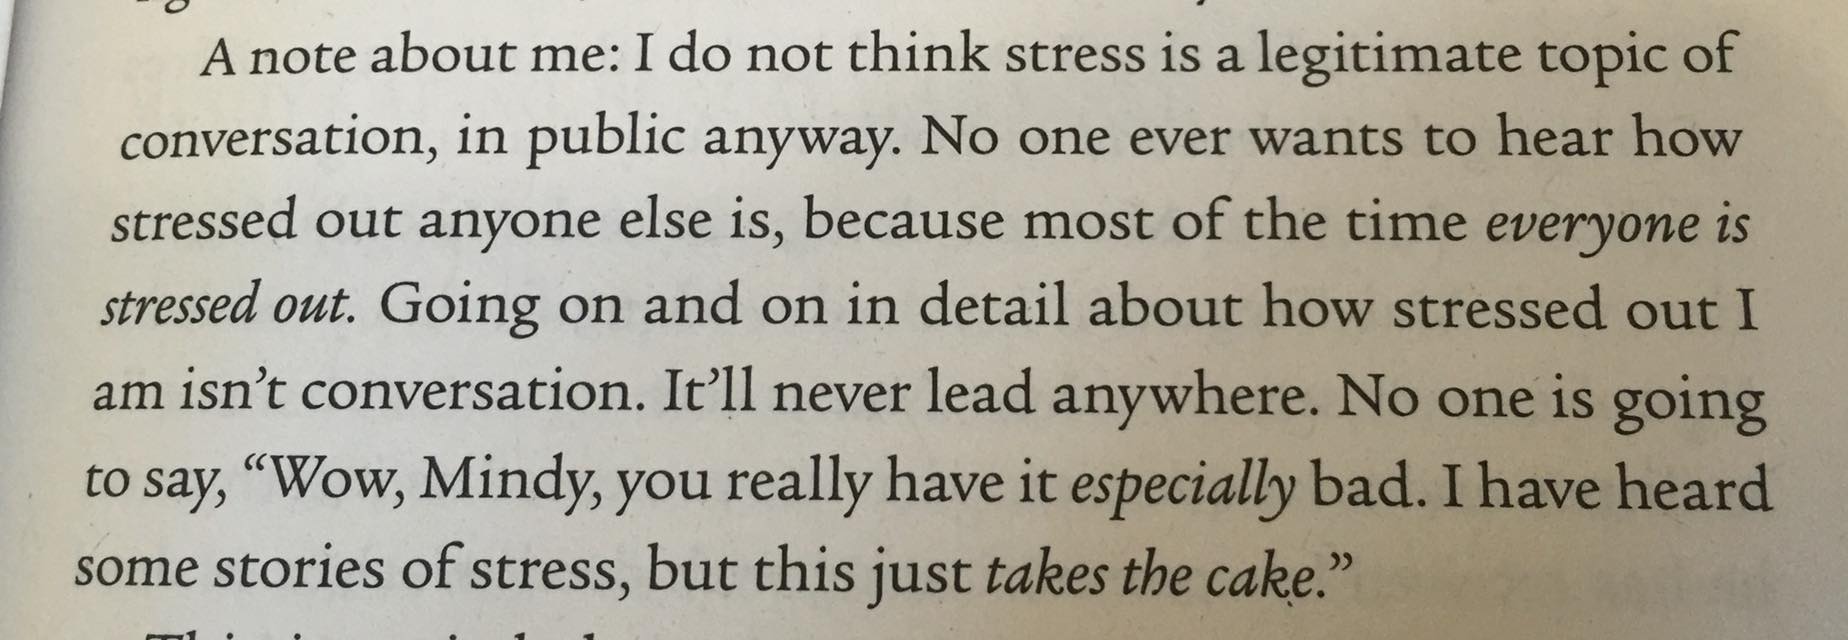 A note about me: I do not think stress is a legitimate topic of
conversation, in public anyway. No one ever wants to hear how
stressed out anyone else is, because most of the time everyone is
stressed out. Going on and on in detail about how stressed out I
am isn’t conversation. It’ll never lead anywhere. No one is going
to say, “Wow, Mindy, you really have it especially bad. I have heard
some stories of stress, but this just takes the cake.”